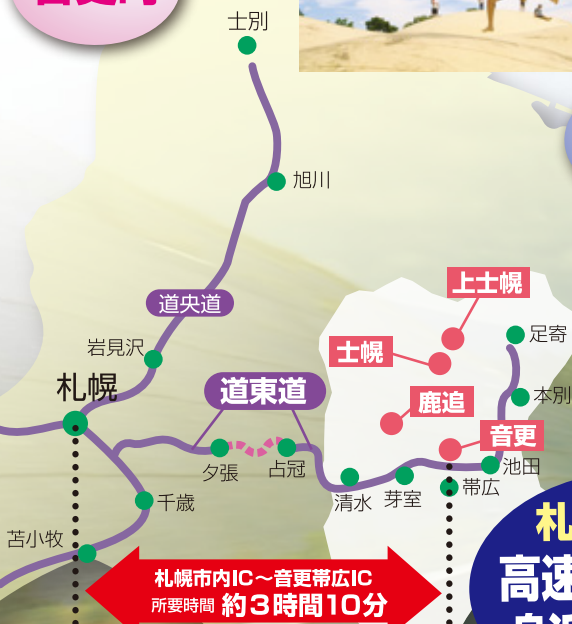 音更町
士別
旭川
道央道
上士幌
岩見沢
足寄
士幌
札幌
道東道
鹿追
本別
音更
夕張
占冠
池田
清水
芽室
帯広
千歳
苫小牧
札
高速
札幌市内IC～音更帯広IC
所要時間 約3時間10分